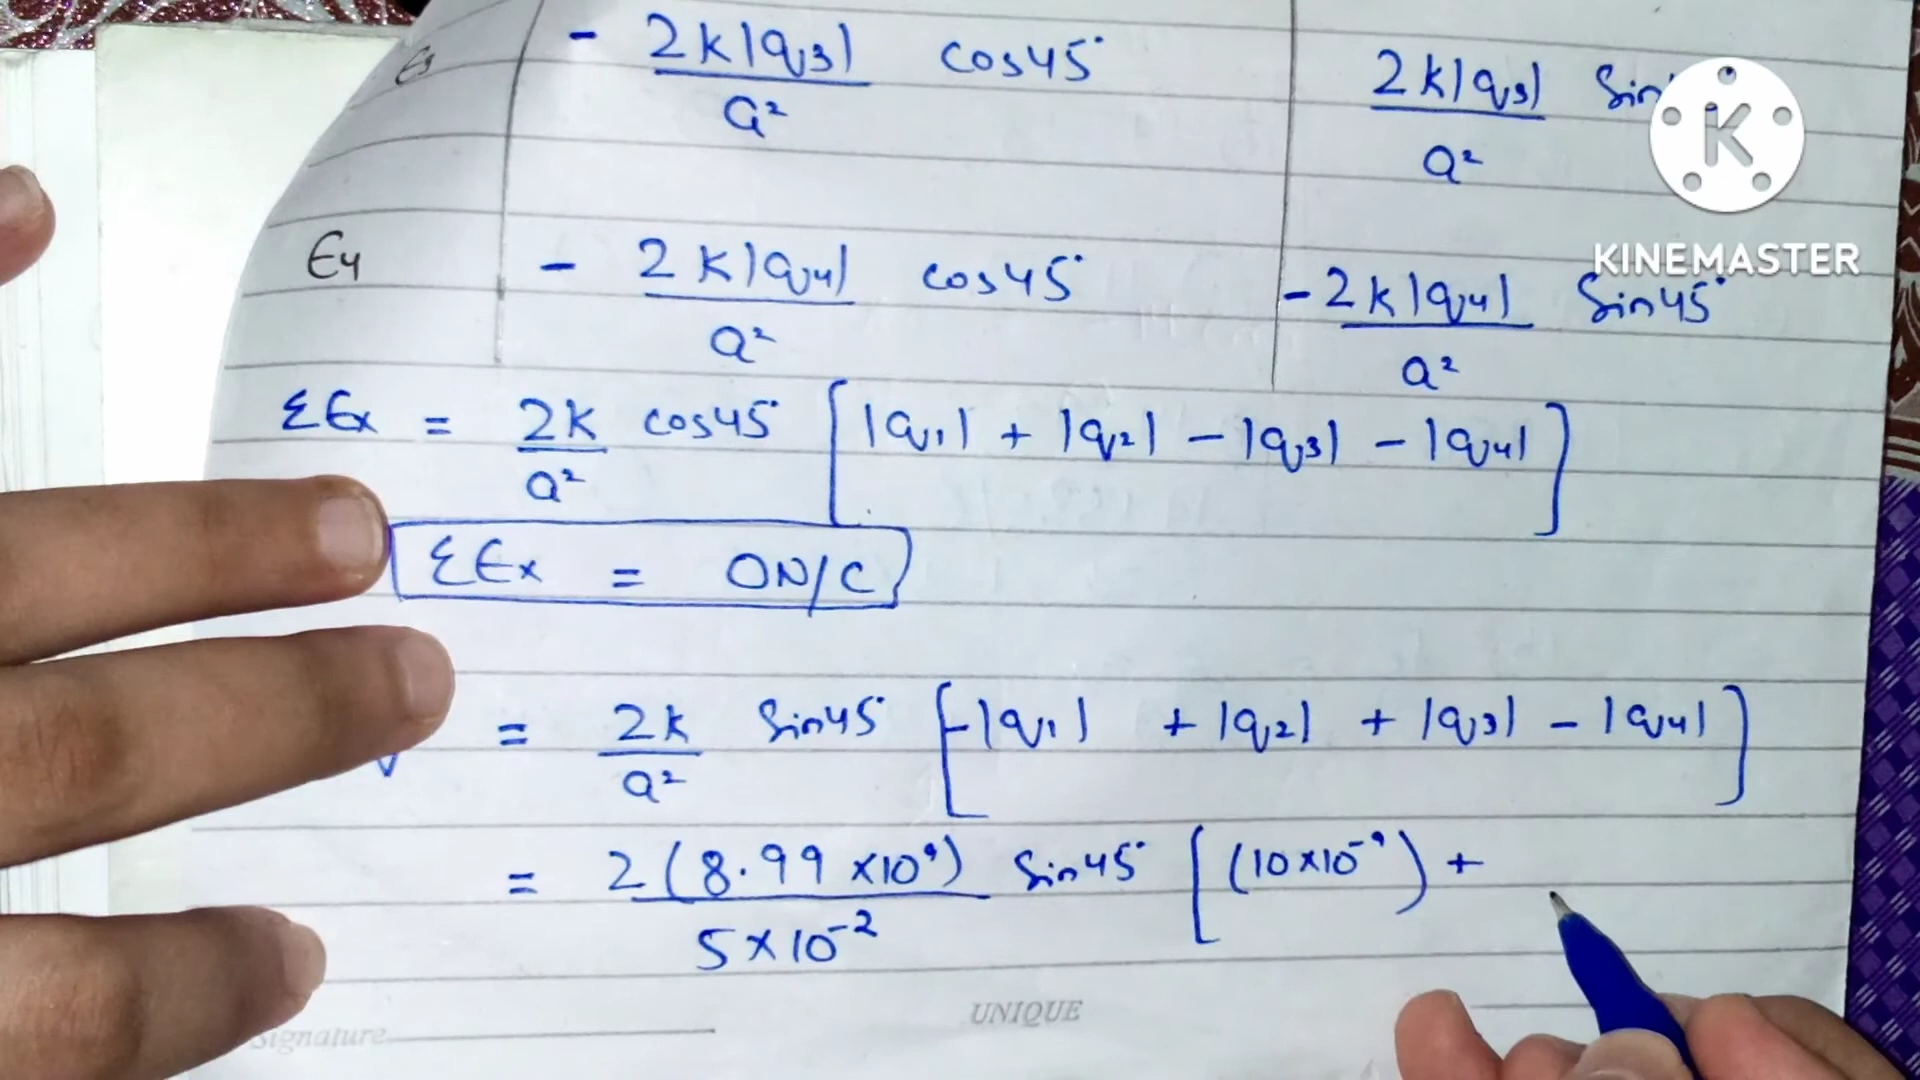 E3 - 2K|q3| / a² cos45° 2K|q3| / a² Sin
K
KINEMASTER
E4 - 2K|q4| / a² cos45° -2K|q4| / a² Sin45°
ΣEx = 2K / a² cos45° [|q1| + |q2| - |q3| - |q4|]
ΣEx = 0N/C
= 2K / a² Sin45° [-|q1| + |q2| + |q3| - |q4|]
= 2(8.99×10⁹) / 5×10⁻² Sin45° [(10×10⁻⁹) +
UNIQUE
Signature